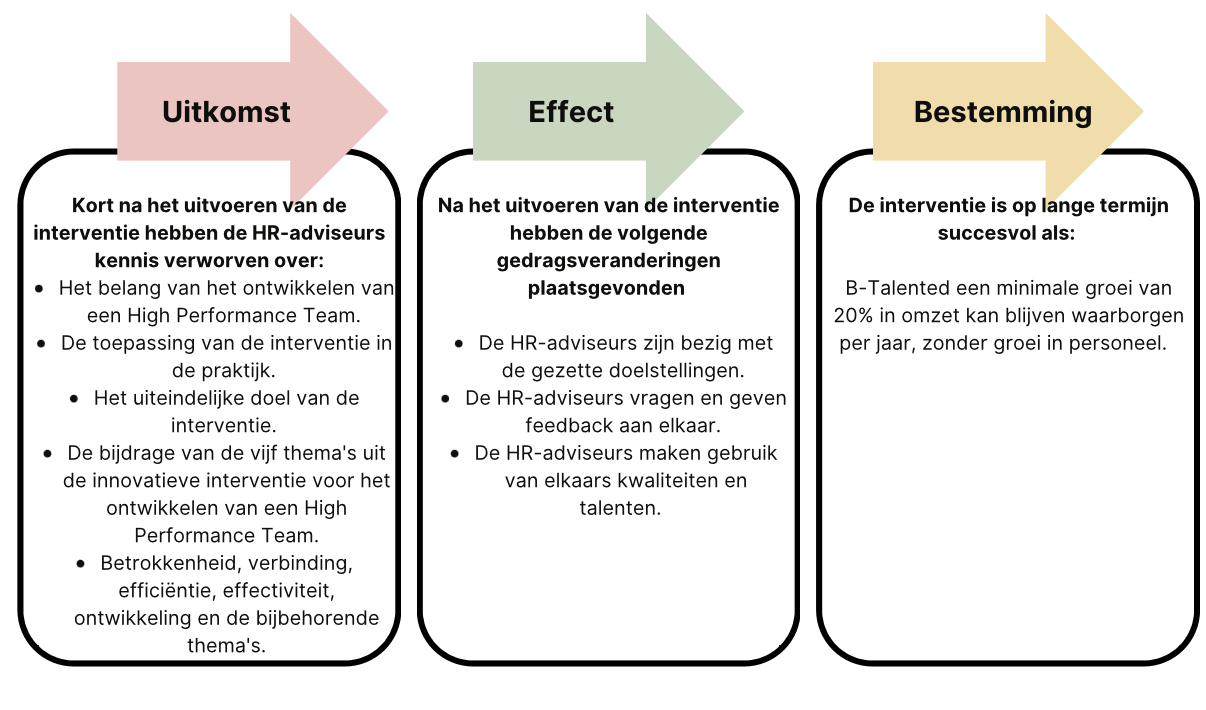 Uitkomst
Kort na het uitvoeren van de
interventie hebben de HR-adviseurs
kennis verworven over:
• Het belang van het ontwikkelen van
een High Performance Team.
• De toepassing van de interventie in
de praktijk.
• Het uiteindelijke doel van de
interventie.
• De bijdrage van de vijf thema's uit
de innovatieve interventie voor het
ontwikkelen van een High
Performance Team.
• Betrokkenheid, verbinding,
efficiëntie, effectiviteit,
ontwikkeling en de bijbehorende
thema's.
Effect
Na het uitvoeren van de interventie
hebben de volgende
gedragsveranderingen
plaatsgevonden
• De HR-adviseurs zijn bezig met
de gezette doelstellingen.
• De HR-adviseurs vragen en geven
feedback aan elkaar.
• De HR-adviseurs maken gebruik
van elkaars kwaliteiten en
talenten.
Bestemming
De interventie is op lange termijn
succesvol als:
B-Talented een minimale groei van
20% in omzet kan blijven waarborgen
per jaar, zonder groei in personeel.